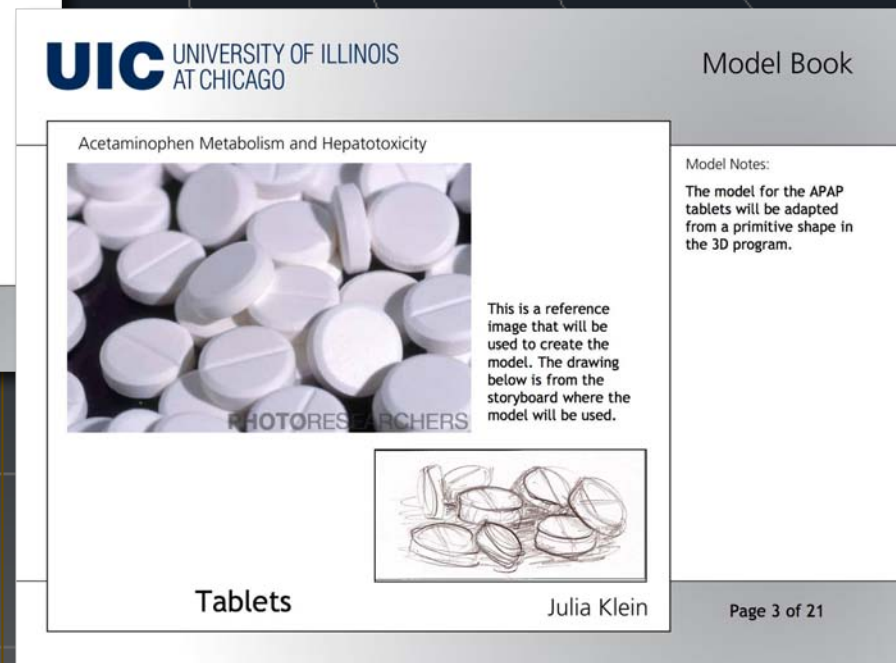 UIC UNIVERSITY OF ILLINOIS
AT CHICAGO
Model Book
Acetaminophen Metabolism and Hepatotoxicity
Model Notes:
The model for the APAP
tablets will be adapted
from a primitive shape in
the 3D program.
This is a reference
image that will be
used to create the
model. The drawing
below is from the
storyboard where the
model will be used.
PHOTORESEARCHERS
Tablets
Julia Klein
Page 3 of 21